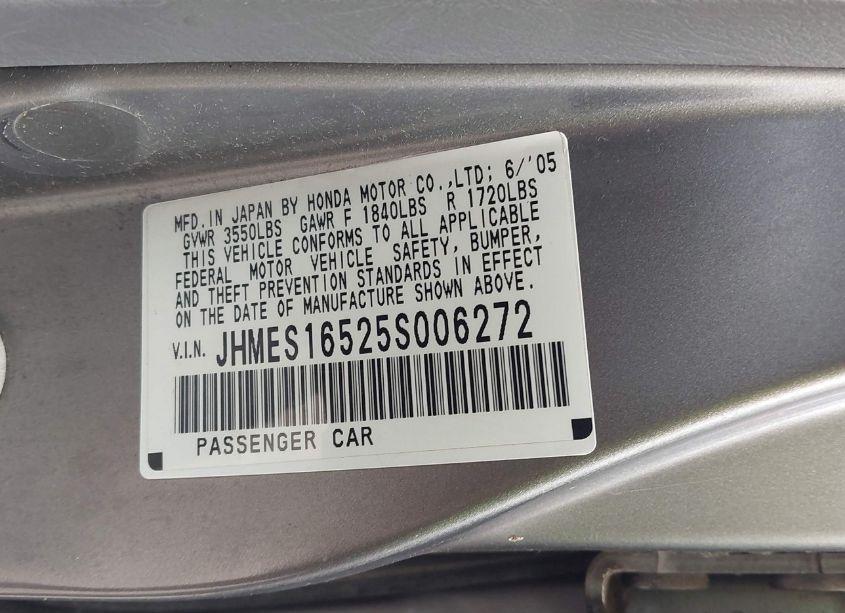 MFD. IN JAPAN BY HONDA MOTOR CO.,LTD; 6/'05
GVWR 3550LBS GAWR F 1840LBS R 1720LBS
THIS VEHICLE CONFORMS TO ALL APPLICABLE
FEDERAL MOTOR VEHICLE SAFETY, BUMPER,
AND THEFT PREVENTION STANDARDS IN EFFECT
ON THE DATE OF MANUFACTURE SHOWN ABOVE.
V.I.N. JHMES16525S006272
PASSENGER CAR